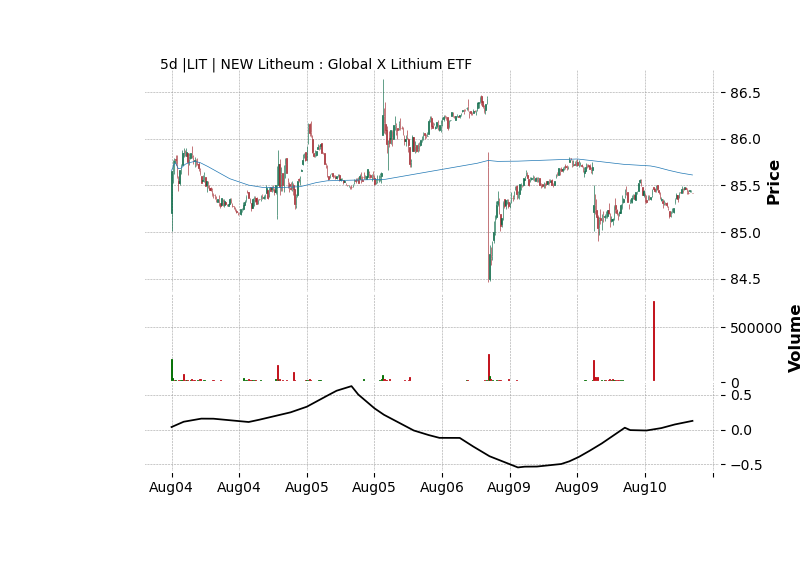 5d |LIT | NEW Litheum : Global X Lithium ETF
86.5
86.0
85.5
85.0
84.5
Price
500000
0
Volume
0.5
0.0
−0.5
Aug04 Aug04 Aug05 Aug05 Aug06 Aug09 Aug09 Aug10